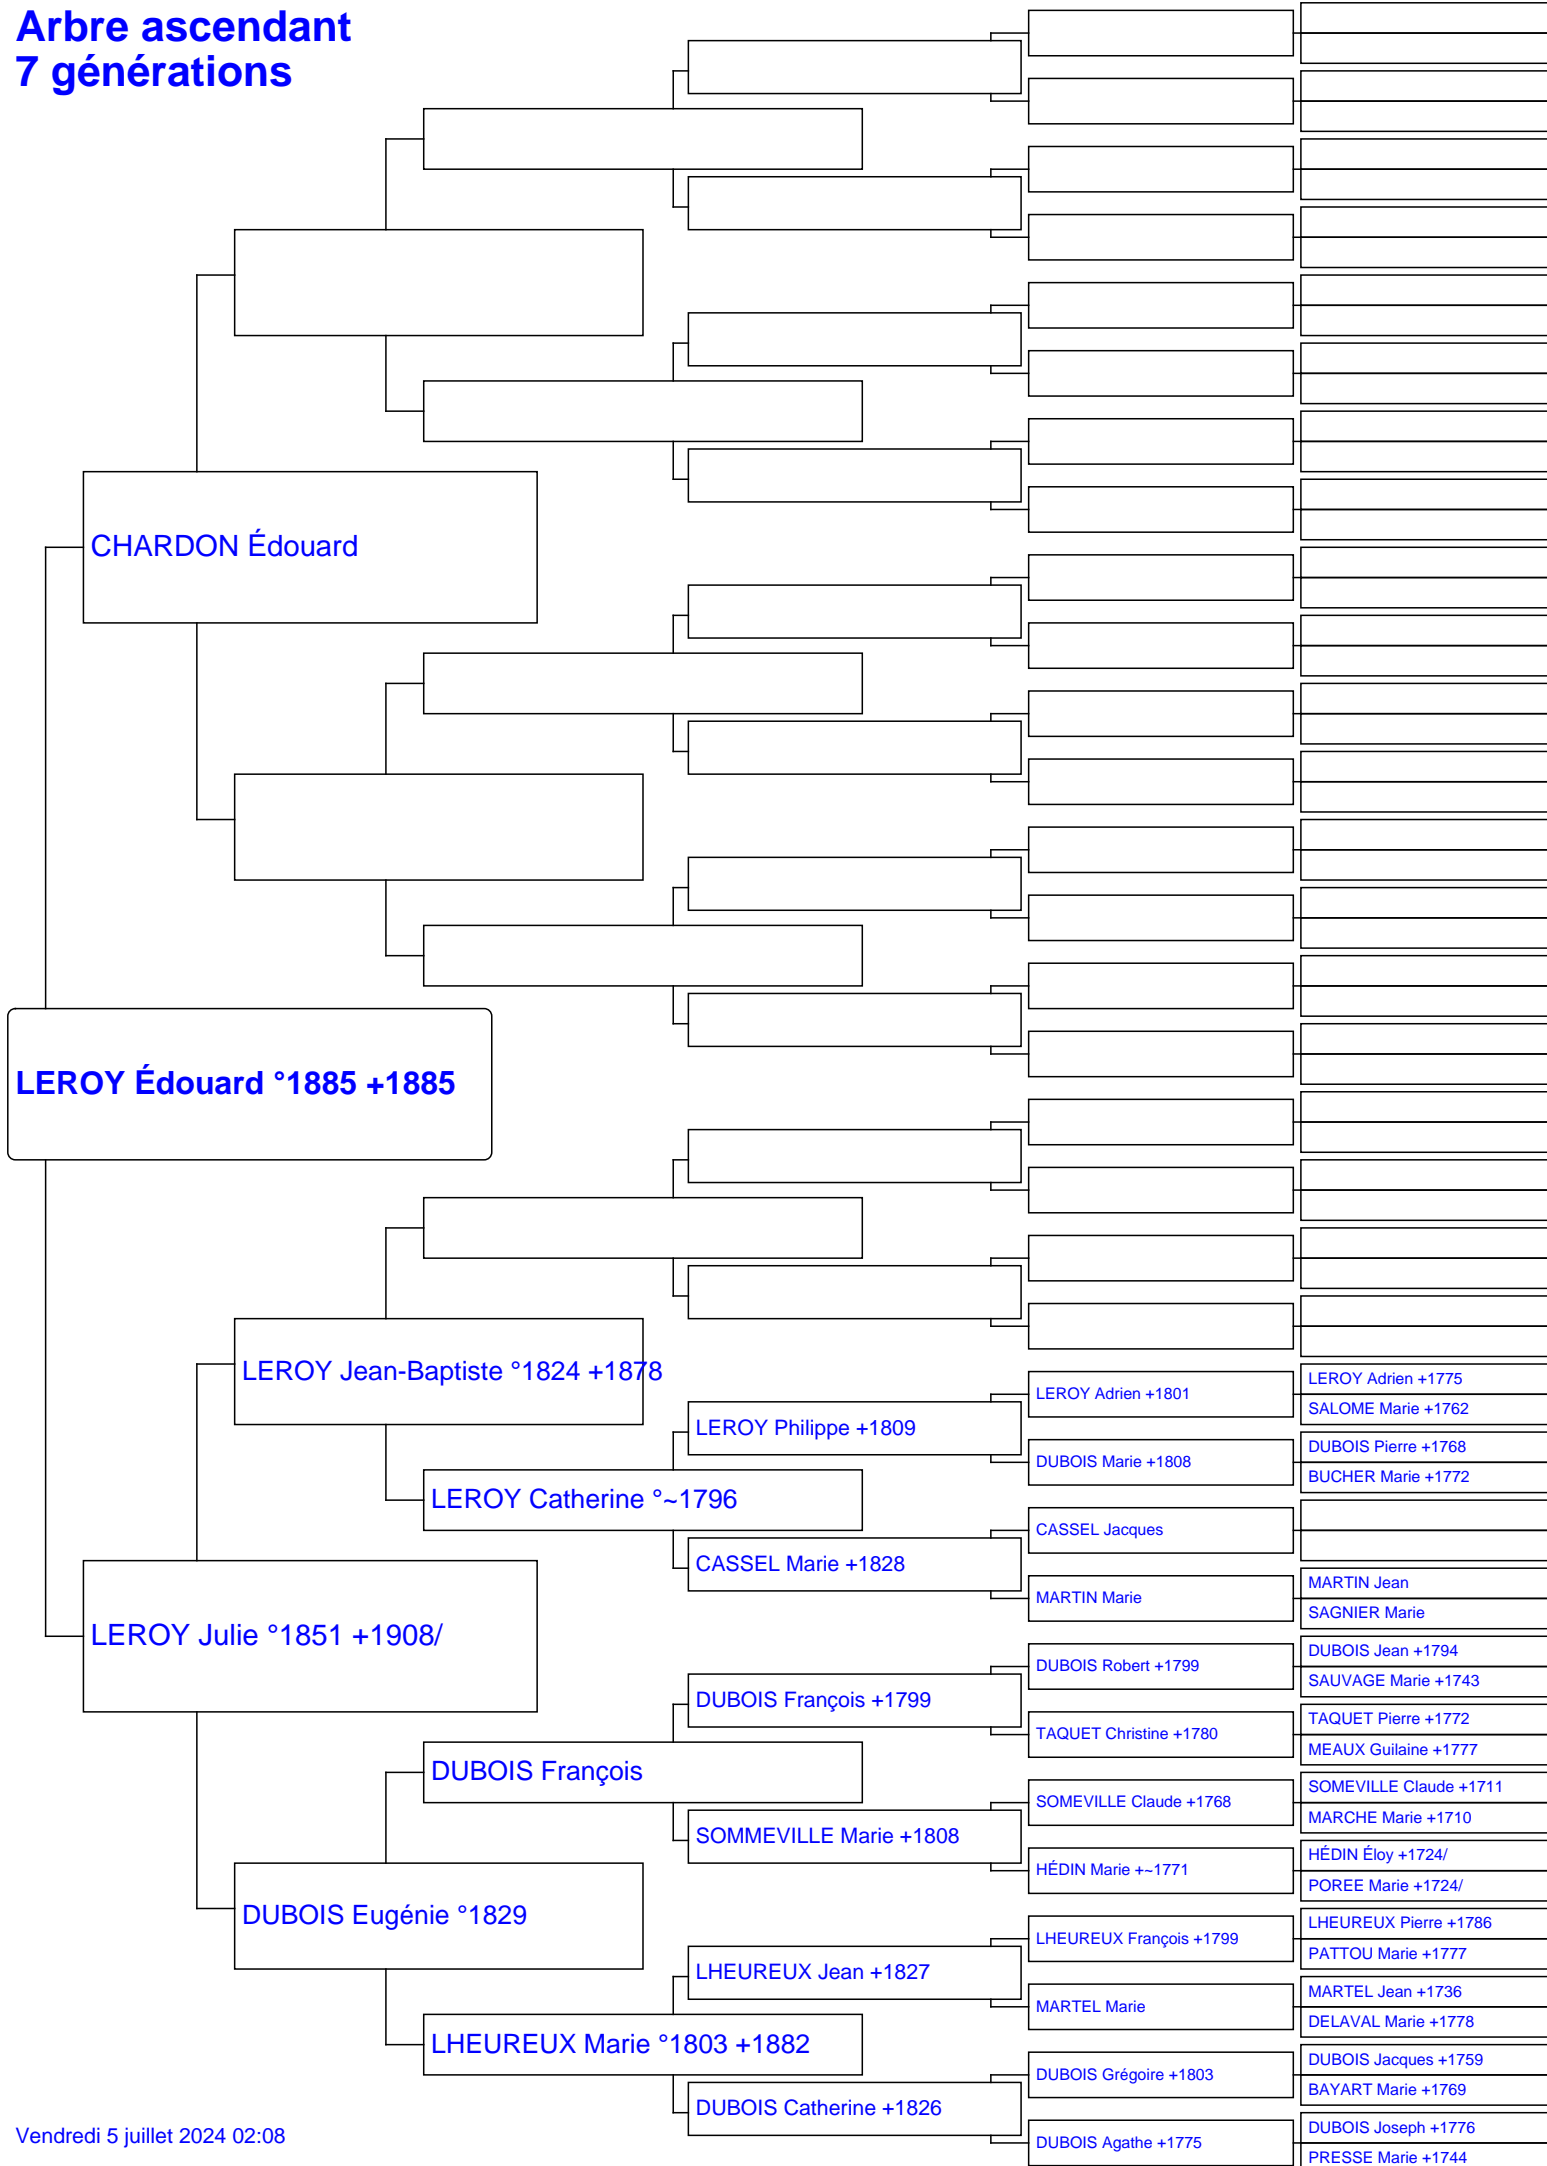 Arbre ascendant
7 générations
CHARDON Édouard
LEROY Édouard °1885 +1885
LEROY Jean-Baptiste °1824 +1878
LEROY Adrien +1775
LEROY Adrien +1801
SALOME Marie +1762
LEROY Philippe +1809
DUBOIS Pierre +1768
DUBOIS Marie +1808
BUCHER Marie +1772
LEROY Catherine °~1796
CASSEL Jacques
CASSEL Marie +1828
MARTIN Jean
MARTIN Marie
SAGNIER Marie
LEROY Julie °1851 +1908/
DUBOIS Jean +1794
DUBOIS Robert +1799
SAUVAGE Marie +1743
DUBOIS François +1799
TAQUET Pierre +1772
TAQUET Christine +1780
MEAUX Guilaine +1777
DUBOIS François
SOMEVILLE Claude +1711
SOMEVILLE Claude +1768
MARCHE Marie +1710
SOMMEVILLE Marie +1808
HÉDIN Éloy +1724/
HÉDIN Marie +~1771
POREE Marie +1724/
DUBOIS Eugénie °1829
LHEUREUX Pierre +1786
LHEUREUX François +1799
PATTOU Marie +1777
LHEUREUX Jean +1827
MARTEL Jean +1736
MARTEL Marie
DELAVAL Marie +1778
LHEUREUX Marie °1803 +1882
DUBOIS Jacques +1759
DUBOIS Grégoire +1803
BAYART Marie +1769
DUBOIS Catherine +1826
DUBOIS Joseph +1776
DUBOIS Agathe +1775
PRESSE Marie +1744
Vendredi 5 juillet 2024 02:08